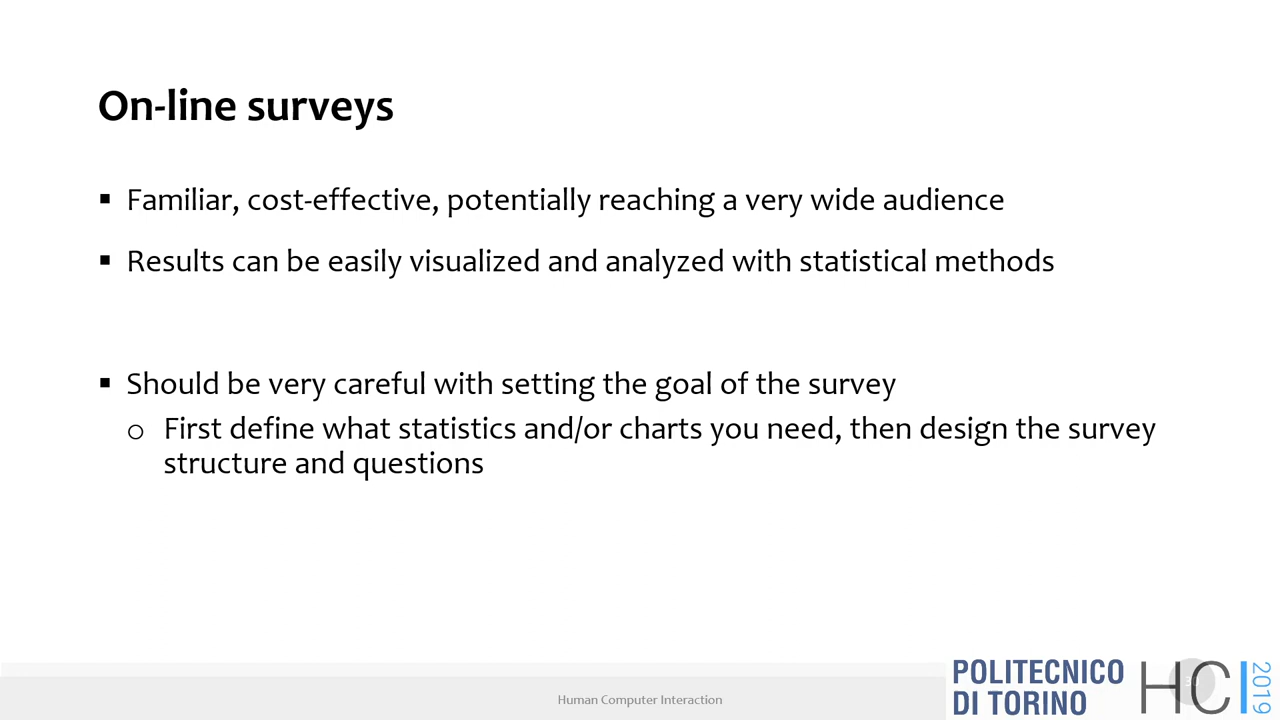 On-line surveys
▪ Familiar, cost-effective, potentially reaching a very wide audience
▪ Results can be easily visualized and analyzed with statistical methods
▪ Should be very careful with setting the goal of the survey
o First define what statistics and/or charts you need, then design the survey
structure and questions
Human Computer Interaction
POLITECNICO
DI TORINO
HCI
2019